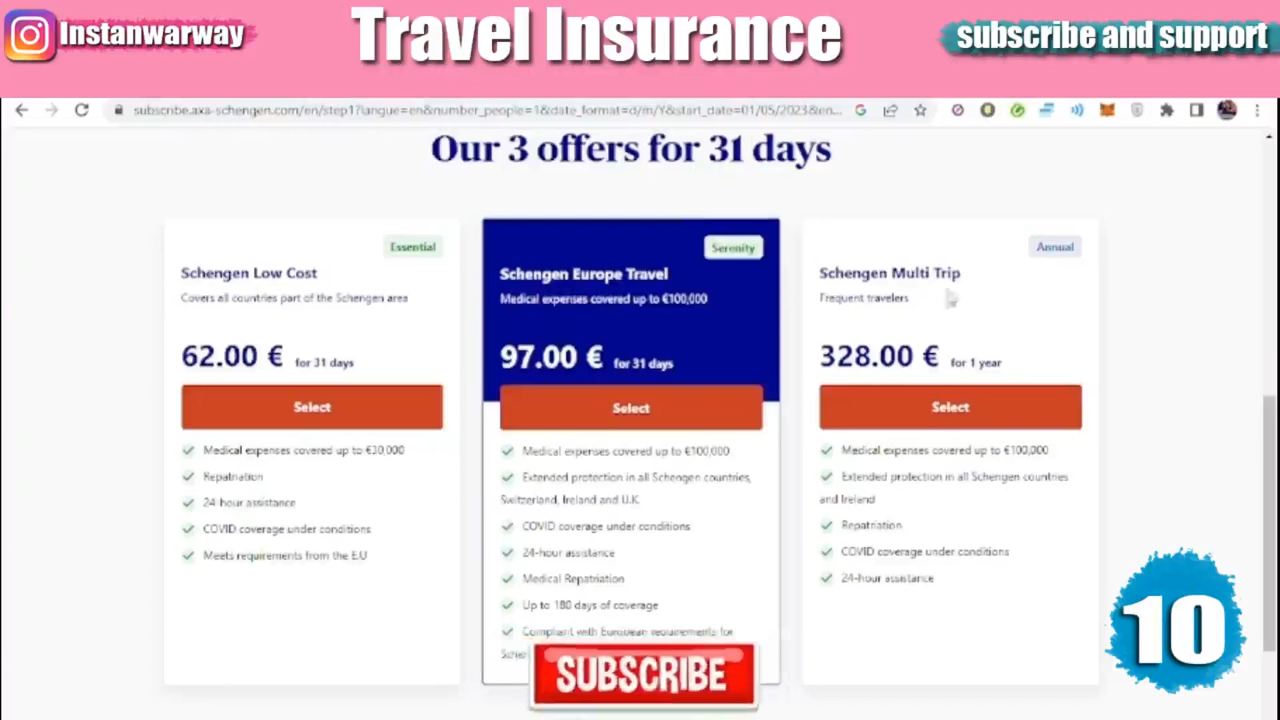 Instanwarway
Travel Insurance
subscribe and support
subscribe.axa-schengen.com/en/step1?langue=en&number_people=1&date_format=d/m/Y&start_date=01/05/2023&en...
Our 3 offers for 31 days
Essential
Schengen Low Cost
Covers all countries part of the Schengen area
62.00 € for 31 days
Select
Medical expenses covered up to €30,000
Repatriation
24-hour assistance
COVID coverage under conditions
Meets requirements from the E.U
Serenity
Schengen Europe Travel
Medical expenses covered up to €100,000
97.00 € for 31 days
Select
Medical expenses covered up to €100,000
Extended protection in all Schengen countries,
Switzerland, Ireland and U.K.
COVID coverage under conditions
24-hour assistance
Medical Repatriation
Up to 180 days of coverage
Compliant with European requirements for
Annual
Schengen Multi Trip
Frequent travelers
328.00 € for 1 year
Select
Medical expenses covered up to €100,000
Extended protection in all Schengen countries
and Ireland
Repatriation
COVID coverage under conditions
24-hour assistance
SUBSCRIBE
10